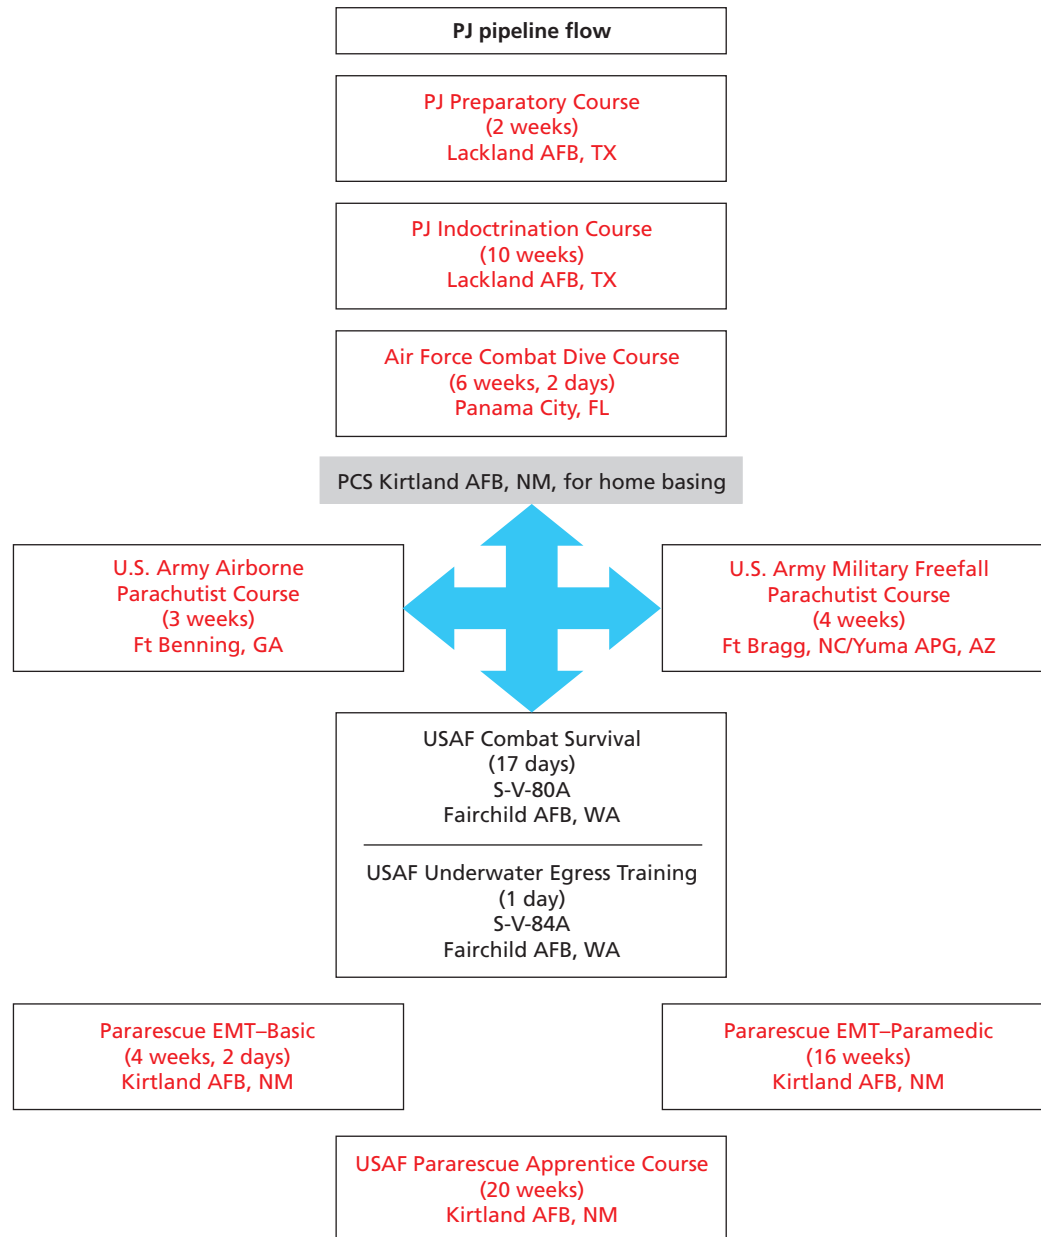 PJ pipeline flow
PJ Preparatory Course
(2 weeks)
Lackland AFB, TX
PJ Indoctrination Course
(10 weeks)
Lackland AFB, TX
Air Force Combat Dive Course
(6 weeks, 2 days)
Panama City, FL
PCS Kirtland AFB, NM, for home basing
U.S. Army Airborne
Parachutist Course
(3 weeks)
Ft Benning, GA
U.S. Army Military Freefall
Parachutist Course
(4 weeks)
Ft Bragg, NC/Yuma APG, AZ
USAF Combat Survival
(17 days)
S-V-80A
Fairchild AFB, WA
USAF Underwater Egress Training
(1 day)
S-V-84A
Fairchild AFB, WA
Pararescue EMT–Basic
(4 weeks, 2 days)
Kirtland AFB, NM
Pararescue EMT–Paramedic
(16 weeks)
Kirtland AFB, NM
USAF Pararescue Apprentice Course
(20 weeks)
Kirtland AFB, NM